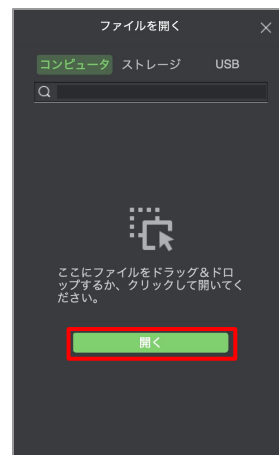 ファイルを開く
コンピュータ ストレージ USB
ここにファイルをドラッグ&ドロ
ップするか、クリックして開いてく
ださい。
開く